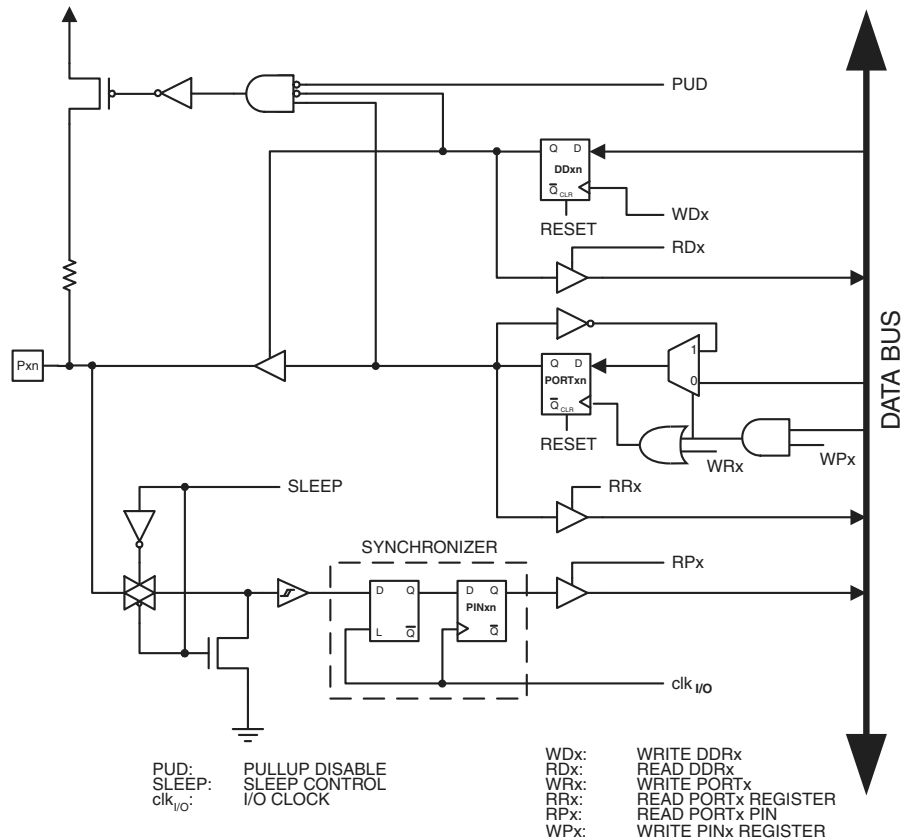 PUD
Q D
DDxn
Q CLR
WDx
RESET
RDx
Pxn
1
Q D
PORTxn
0
Q CLR
RESET
WRx
WPx
DATA BUS
RRx
SLEEP
SYNCHRONIZER
RPx
D Q
D Q
PINxn
L Q
Q
clk I/O
PUD: PULLUP DISABLE
SLEEP: SLEEP CONTROL
clkI/O: I/O CLOCK
WDx: WRITE DDRx
RDx: READ DDRx
WRx: WRITE PORTx
RRx: READ PORTx REGISTER
RPx: READ PORTx PIN
WPx: WRITE PINx REGISTER